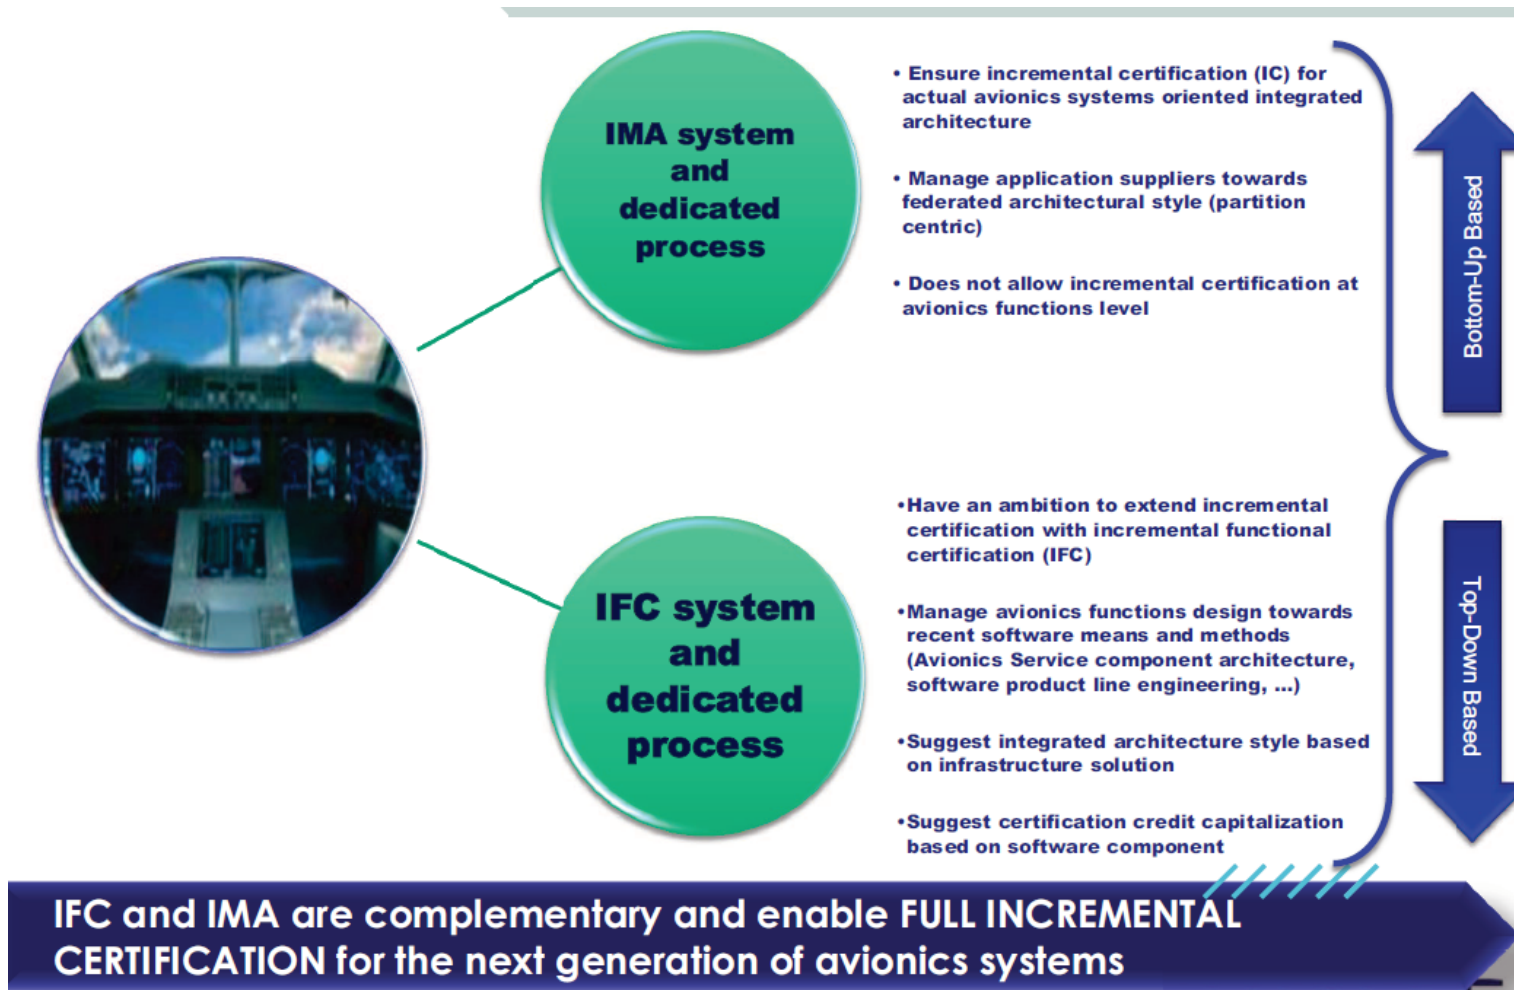 IMA system
and
dedicated
process
• Ensure incremental certification (IC) for
actual avionics systems oriented integrated
architecture
• Manage application suppliers towards
federated architectural style (partition
centric)
• Does not allow incremental certification at
avionics functions level
Bottom-Up Based
IFC system
and
dedicated
process
•Have an ambition to extend incremental
certification with incremental functional
certification (IFC)
•Manage avionics functions design towards
recent software means and methods
(Avionics Service component architecture,
software product line engineering, ...)
•Suggest integrated architecture style based
on infrastructure solution
•Suggest certification credit capitalization
based on software component
Top-Down Based
IFC and IMA are complementary and enable FULL INCREMENTAL
CERTIFICATION for the next generation of avionics systems